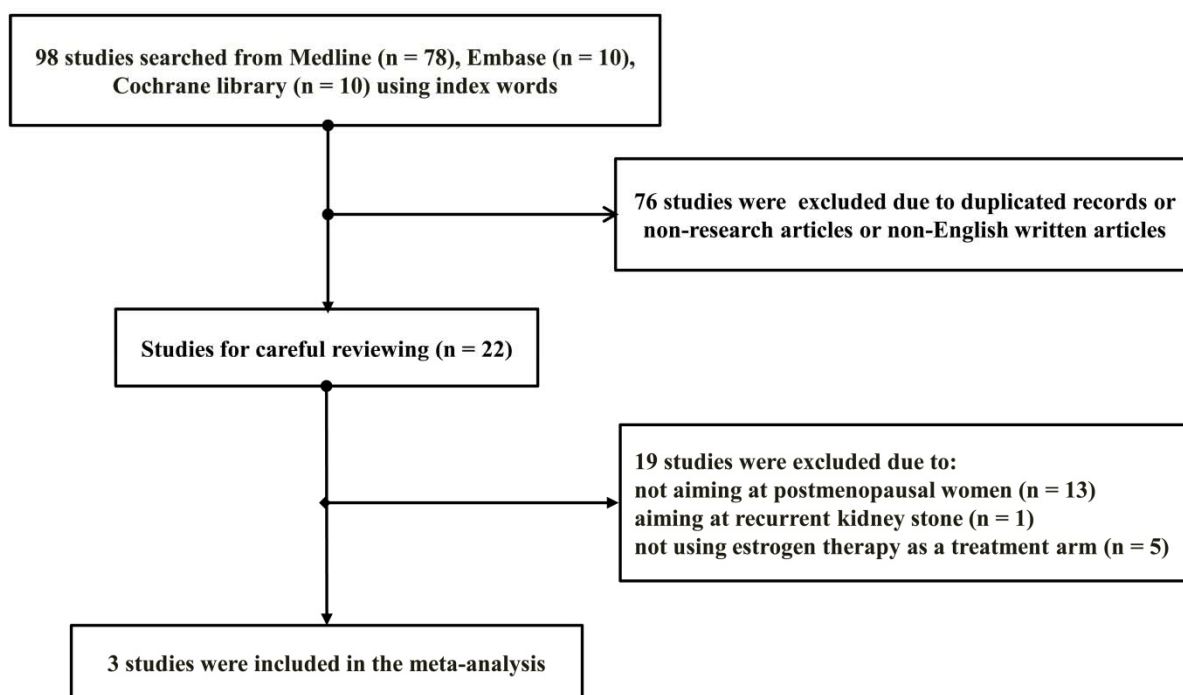 98 studies searched from Medline (n = 78), Embase (n = 10),
Cochrane library (n = 10) using index words
76 studies were excluded due to duplicated records or
non-research articles or non-English written articles
Studies for careful reviewing (n = 22)
19 studies were excluded due to:
not aiming at postmenopausal women (n = 13)
aiming at recurrent kidney stone (n = 1)
not using estrogen therapy as a treatment arm (n = 5)
3 studies were included in the meta-analysis